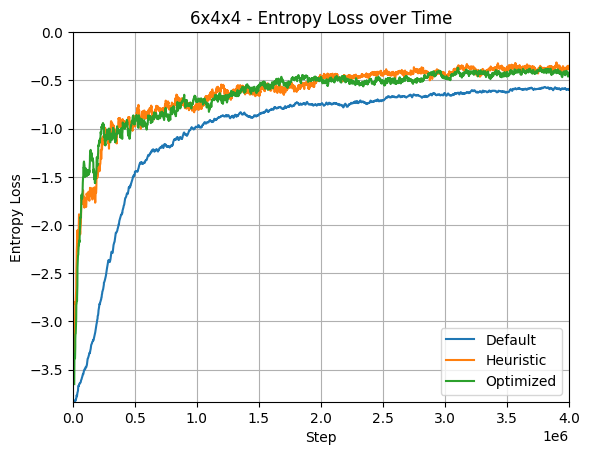 6x4x4 - Entropy Loss over Time
Entropy Loss
0.0
−0.5
−1.0
−1.5
−2.0
−2.5
−3.0
−3.5
Default
Heuristic
Optimized
0.0 0.5 1.0 1.5 2.0 2.5 3.0 3.5 4.0
1e6
Step